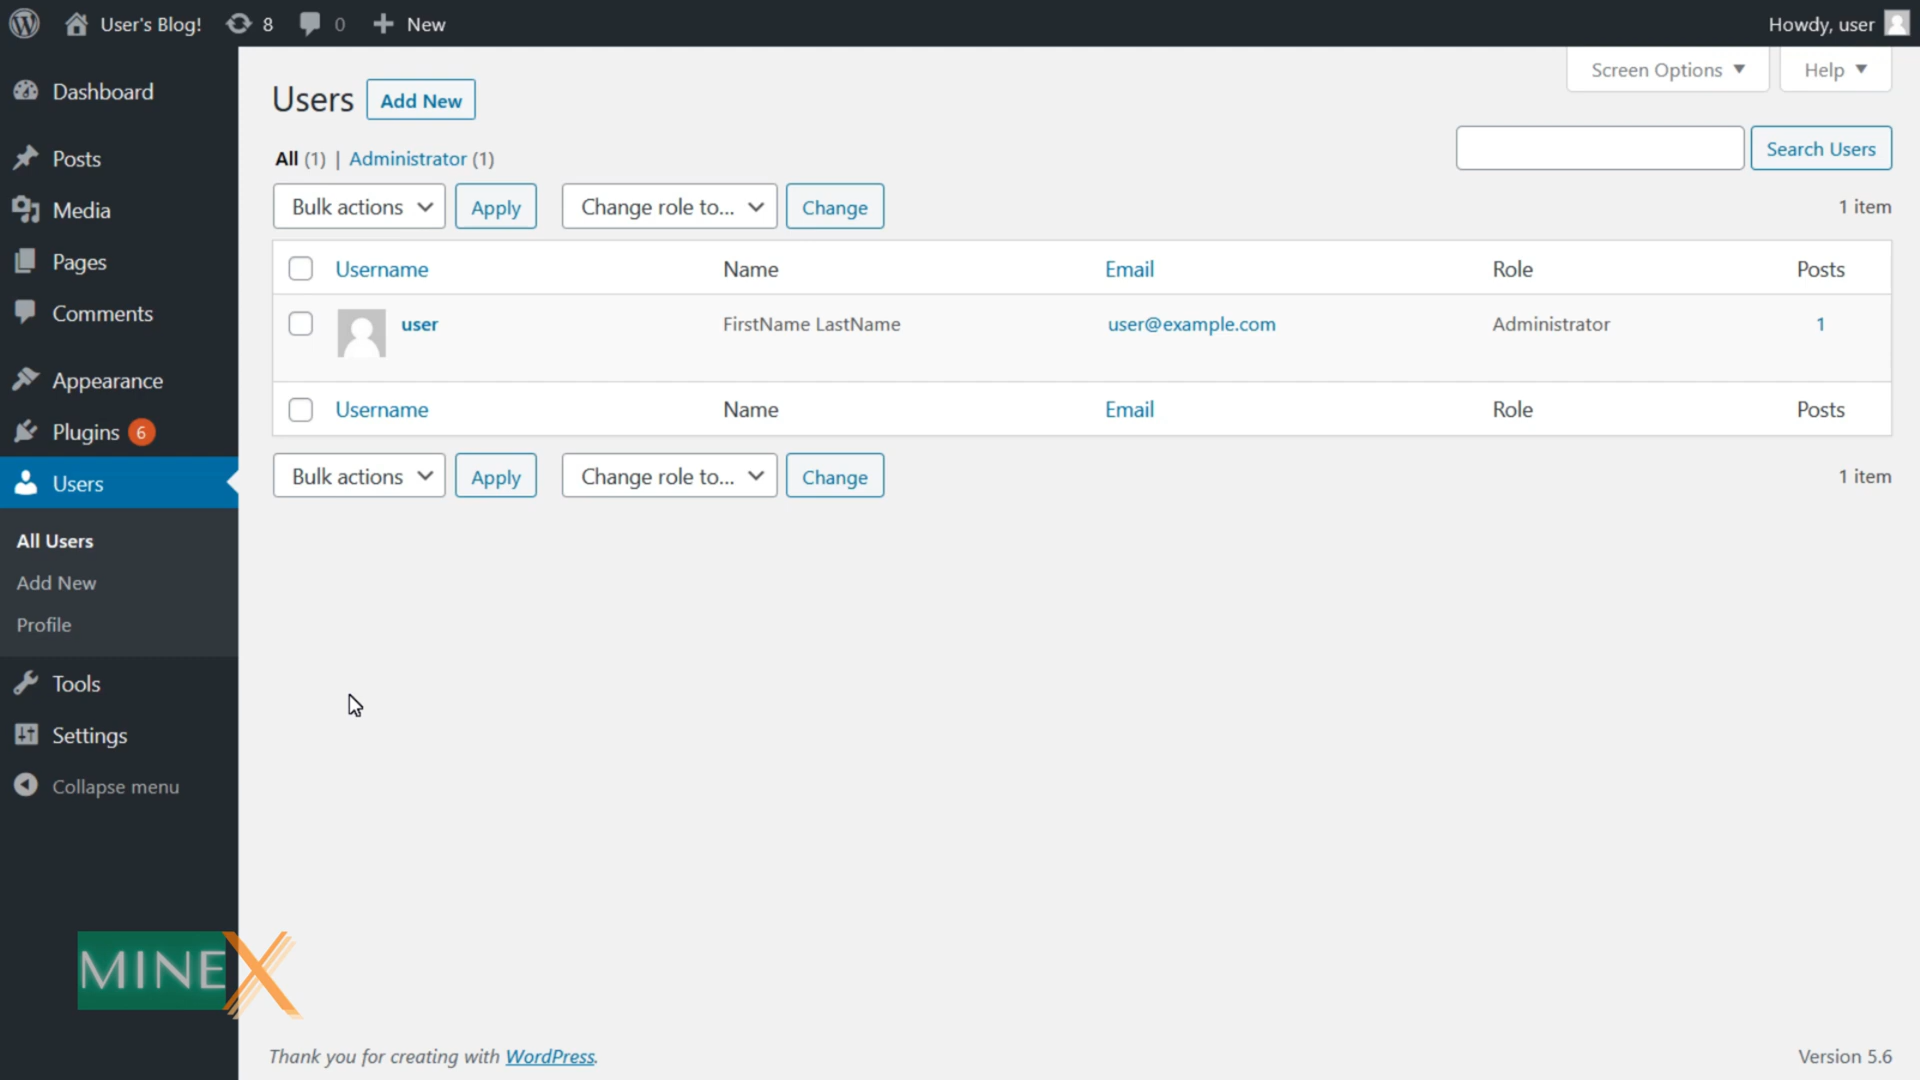 User's Blog! 8 0 New Howdy, user
Dashboard
Posts
Media
Pages
Comments
Appearance
Plugins 6
Users
All Users
Add New
Profile
Tools
Settings
Collapse menu
Screen Options Help
Users Add New
All (1) | Administrator (1)
Search Users
Bulk actions Apply Change role to... Change 1 item
Username Name Email Role Posts
user FirstName LastName user@example.com Administrator 1
Username Name Email Role Posts
Bulk actions Apply Change role to... Change 1 item
MINEX
Thank you for creating with WordPress. Version 5.6